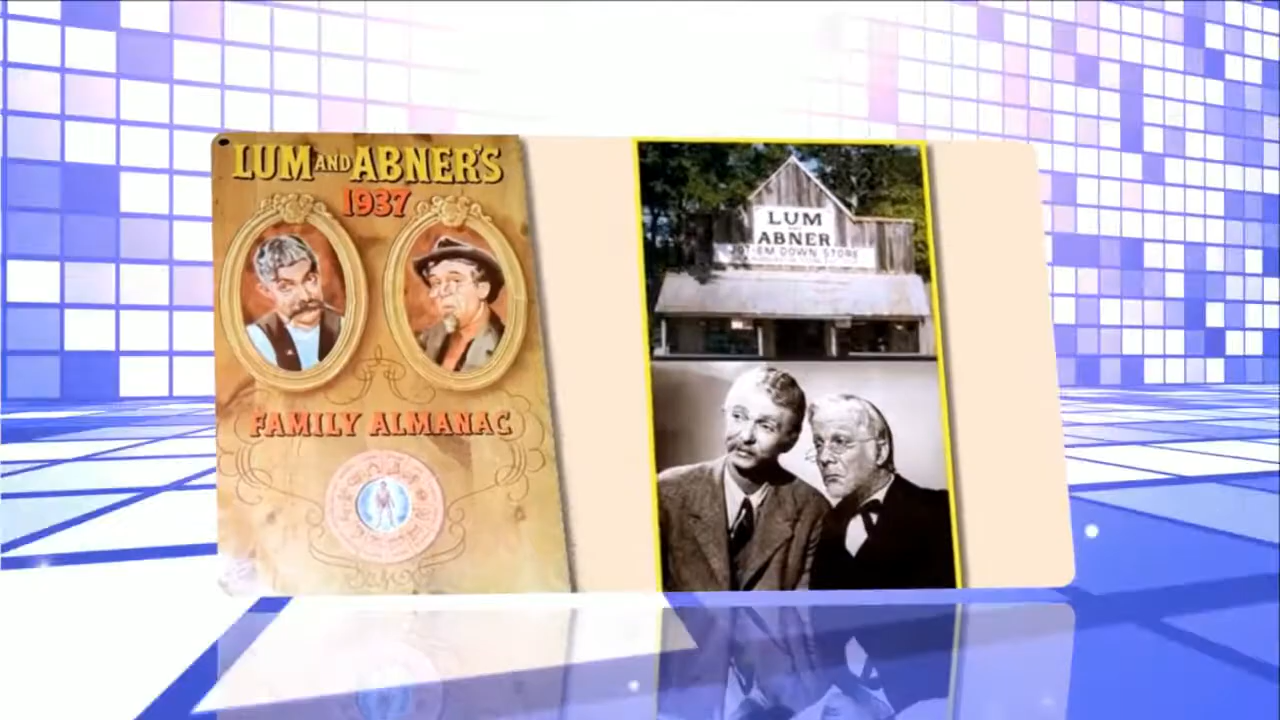 LUM AND ABNER'S
1937
FAMILY ALMANAC
LUM
ABNER
JOT-EM DOWN STORE